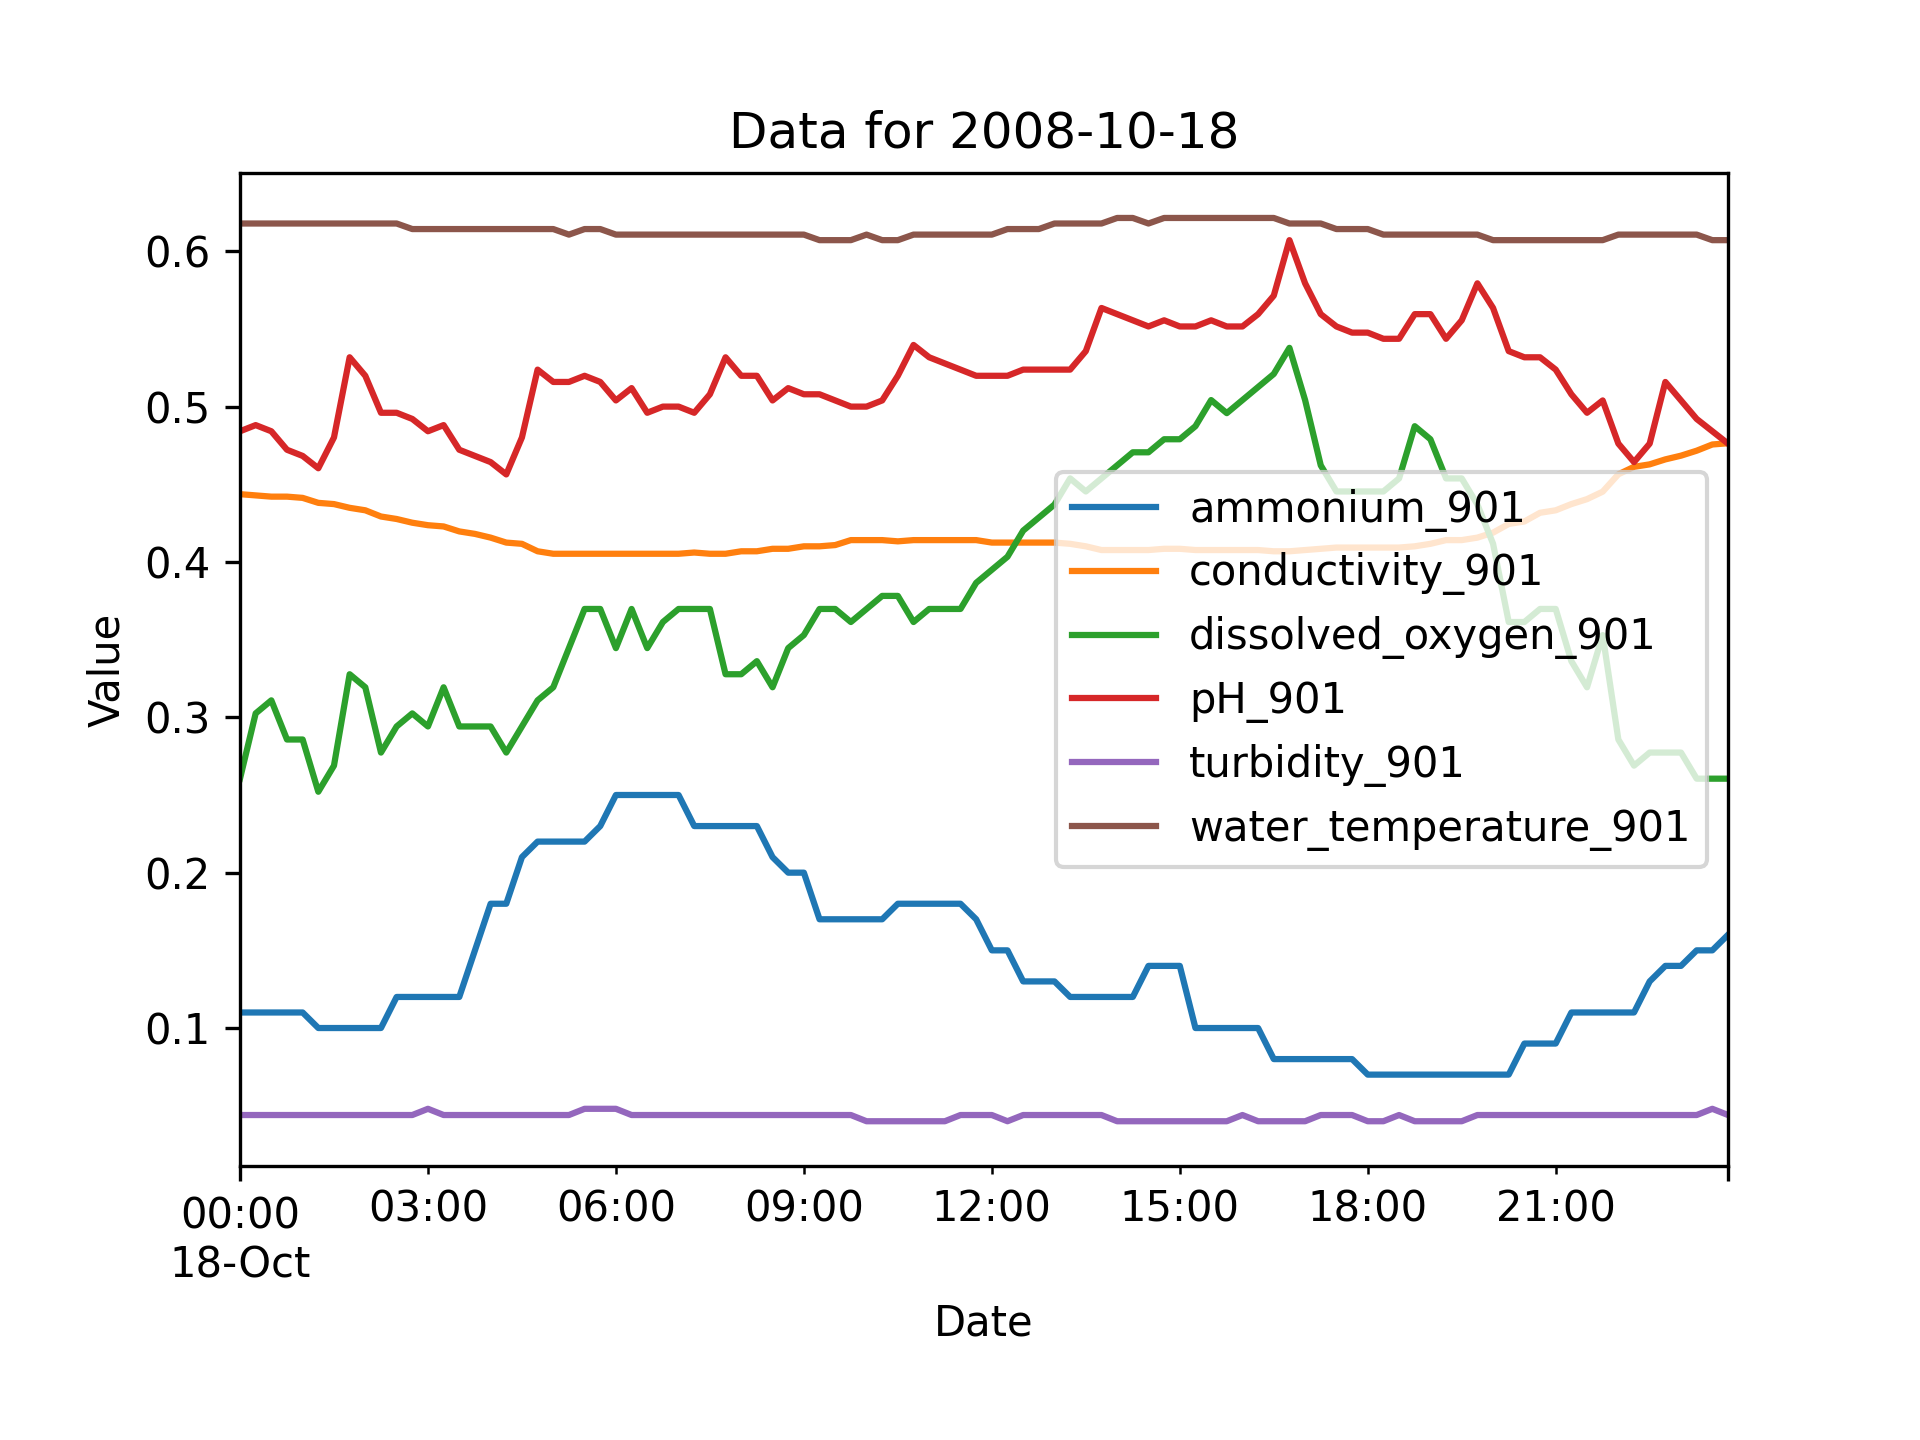 Data for 2008-10-18
Value
0.6
0.5
0.4
0.3
0.2
0.1
ammonium_901
conductivity_901
dissolved_oxygen_901
pH_901
turbidity_901
water_temperature_901
00:00 03:00 06:00 09:00 12:00 15:00 18:00 21:00
18-Oct
Date